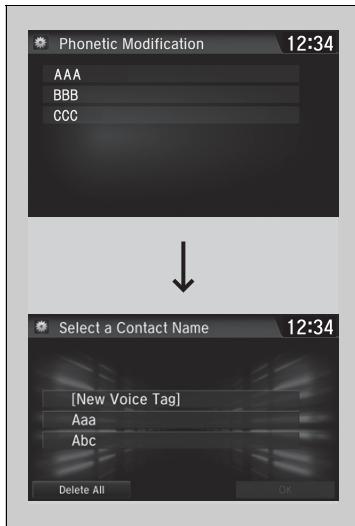 Phonetic Modification 12:34
AAA
BBB
CCC
Select a Contact Name 12:34
[New Voice Tag]
Aaa
Abc
Delete All OK